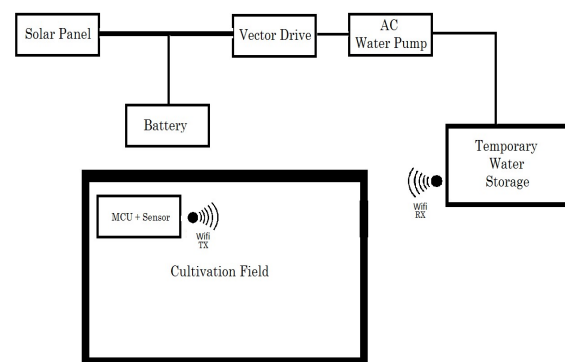 Solar Panel
Vector Drive
AC
Water Pump
Battery
Temporary
Water
Storage
Wifi
RX
MCU + Sensor
Wifi
TX
Cultivation Field